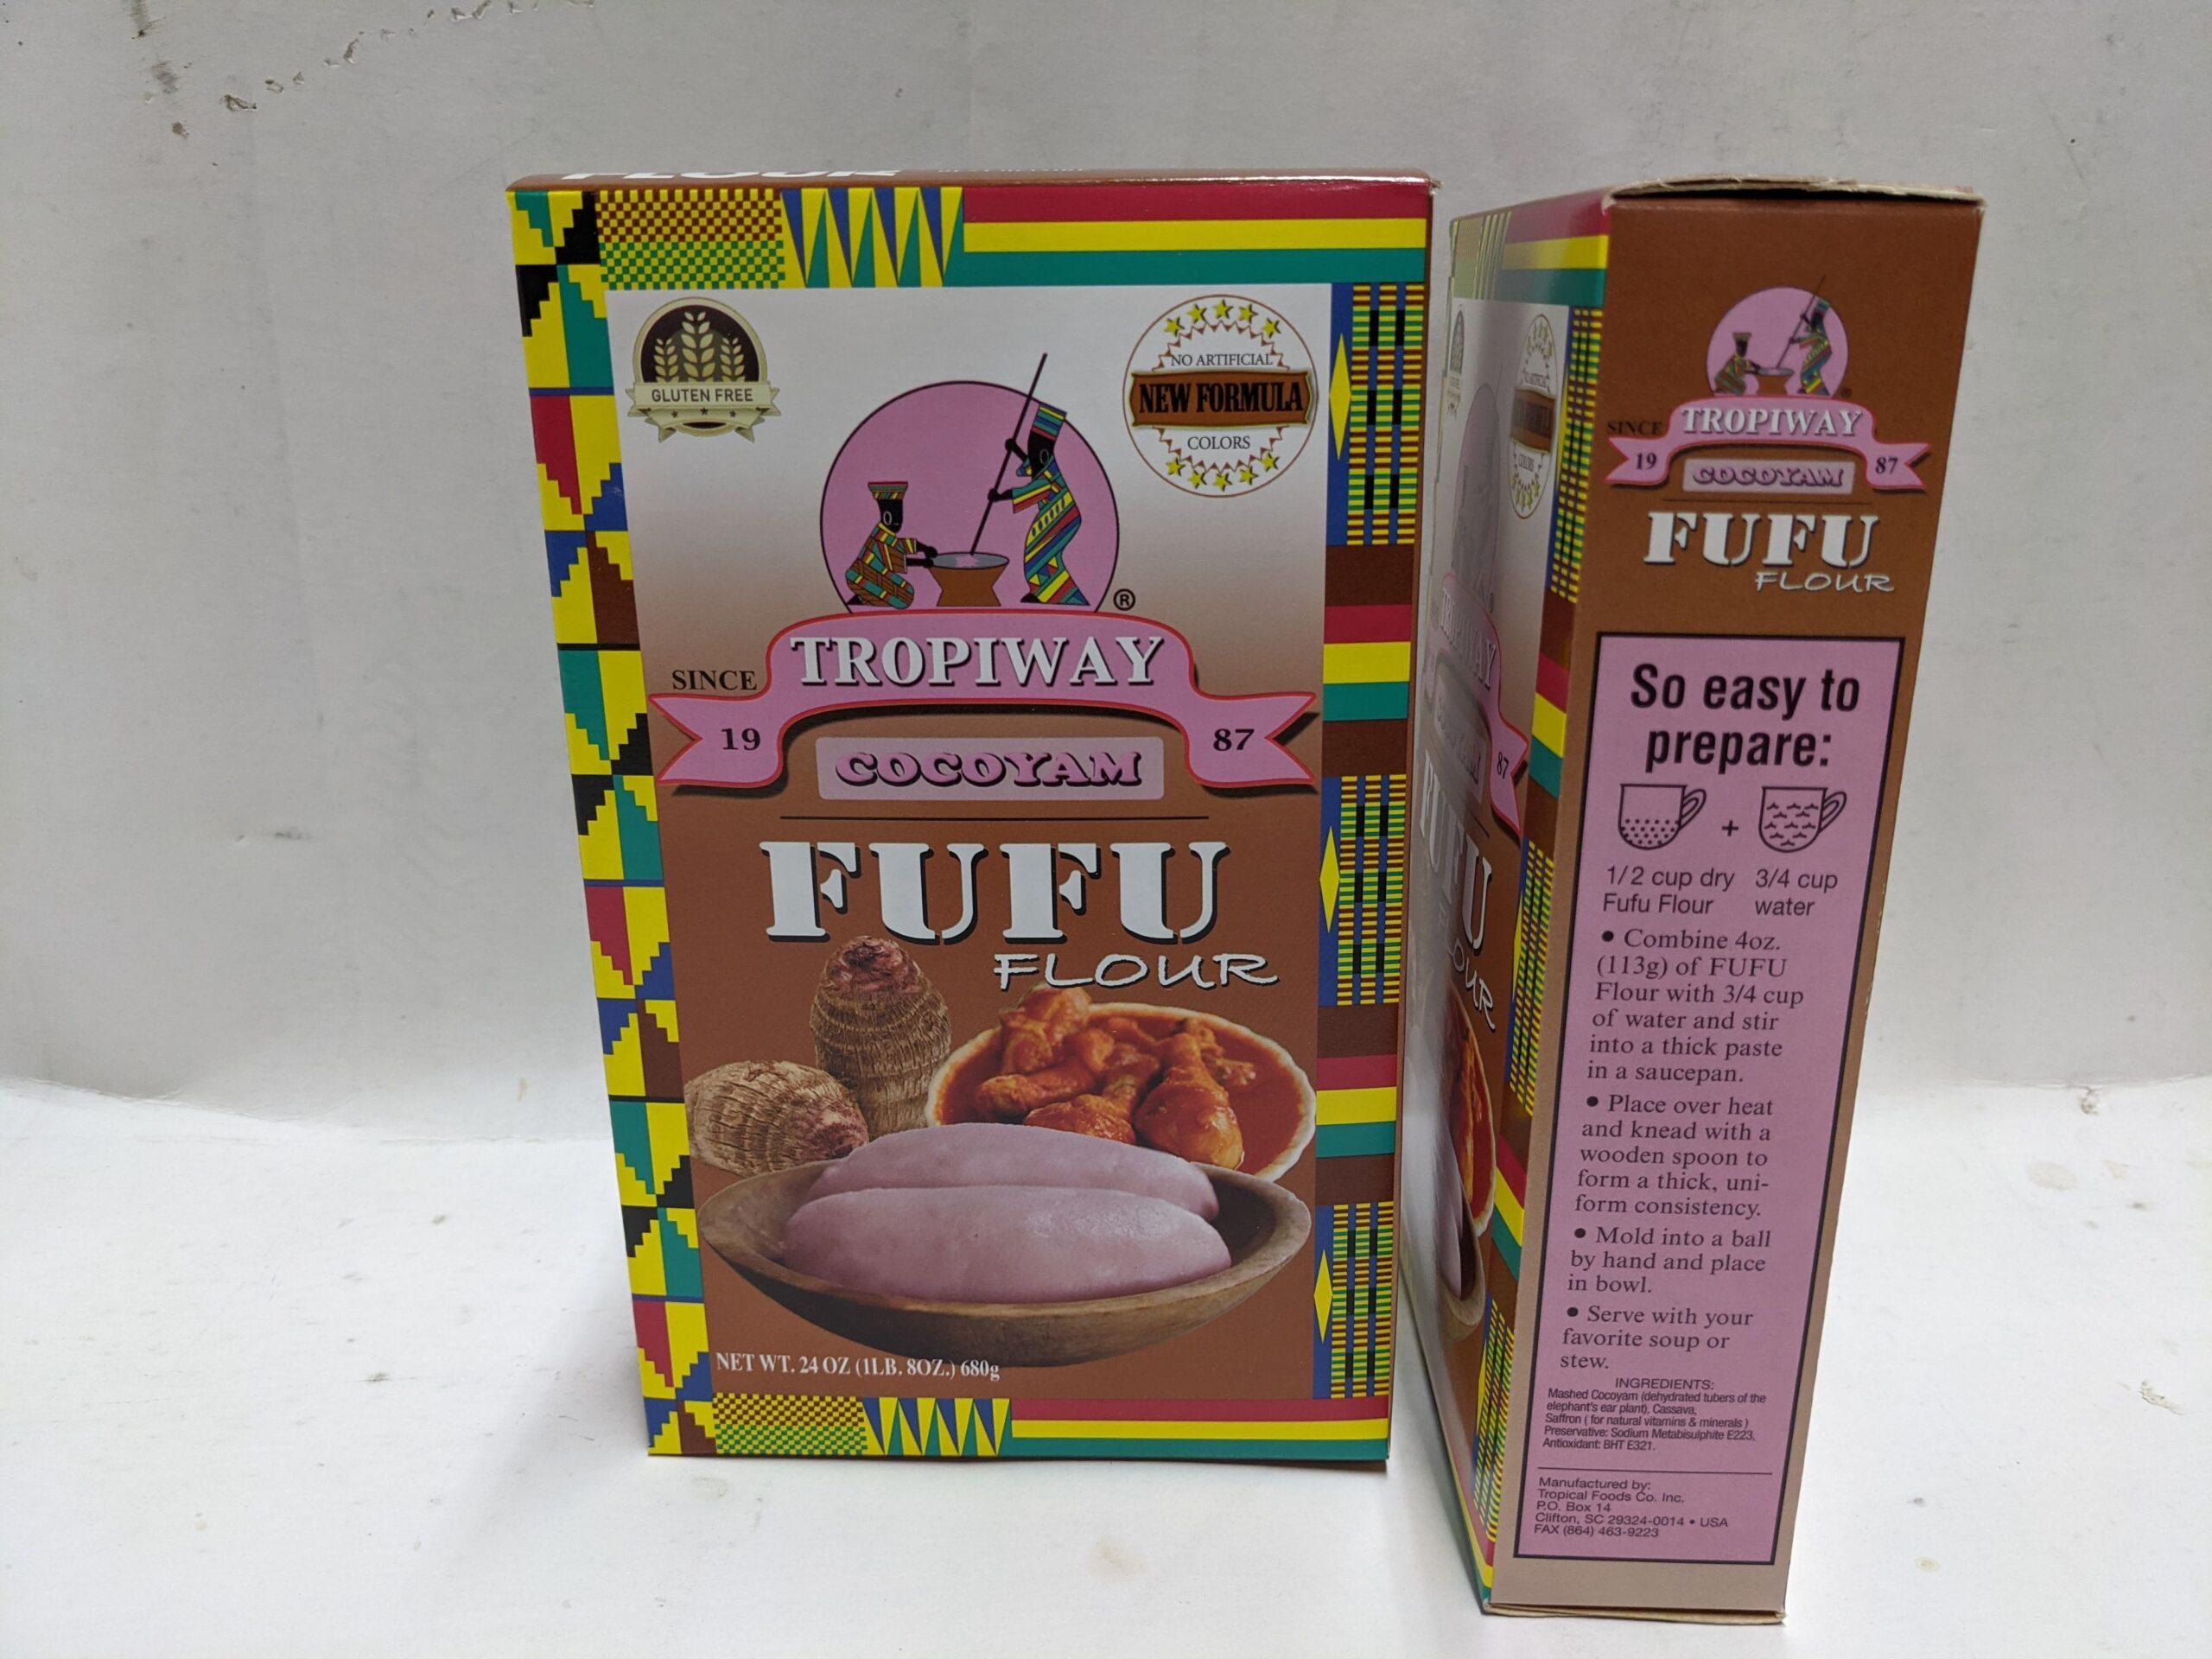 GLUTEN FREE
NO ARTIFICIAL
NEW FORMULA
COLORS
®
TROPIWAY
SINCE
19 87
COCOYAM
FUFU
FLOUR
NET WT. 24 OZ (1LB. 8OZ.) 680g
TROPIWAY
SINCE
19 87
COCOYAM
FUFU
FLOUR
So easy to
prepare:
+
1/2 cup dry 3/4 cup
Fufu Flour water
• Combine 4oz.
(113g) of FUFU
Flour with 3/4 cup
of water and stir
into a thick paste
in a saucepan.
• Place over heat
and knead with a
wooden spoon to
form a thick, uni-
form consistency.
• Mold into a ball
by hand and place
in bowl.
• Serve with your
favorite soup or
stew.
INGREDIENTS:
Mashed Cocoyam (dehydrated tubers of the
elephant's ear plant), Cassava,
Saffron ( for natural vitamins & minerals )
Preservative: Sodium Metabisulphite E223,
Antioxidant: BHT E321.
Manufactured by:
Tropical Foods Co. Inc.
P.O. Box 14
Clifton, SC 29324-0014 • USA
FAX (864) 463-9223